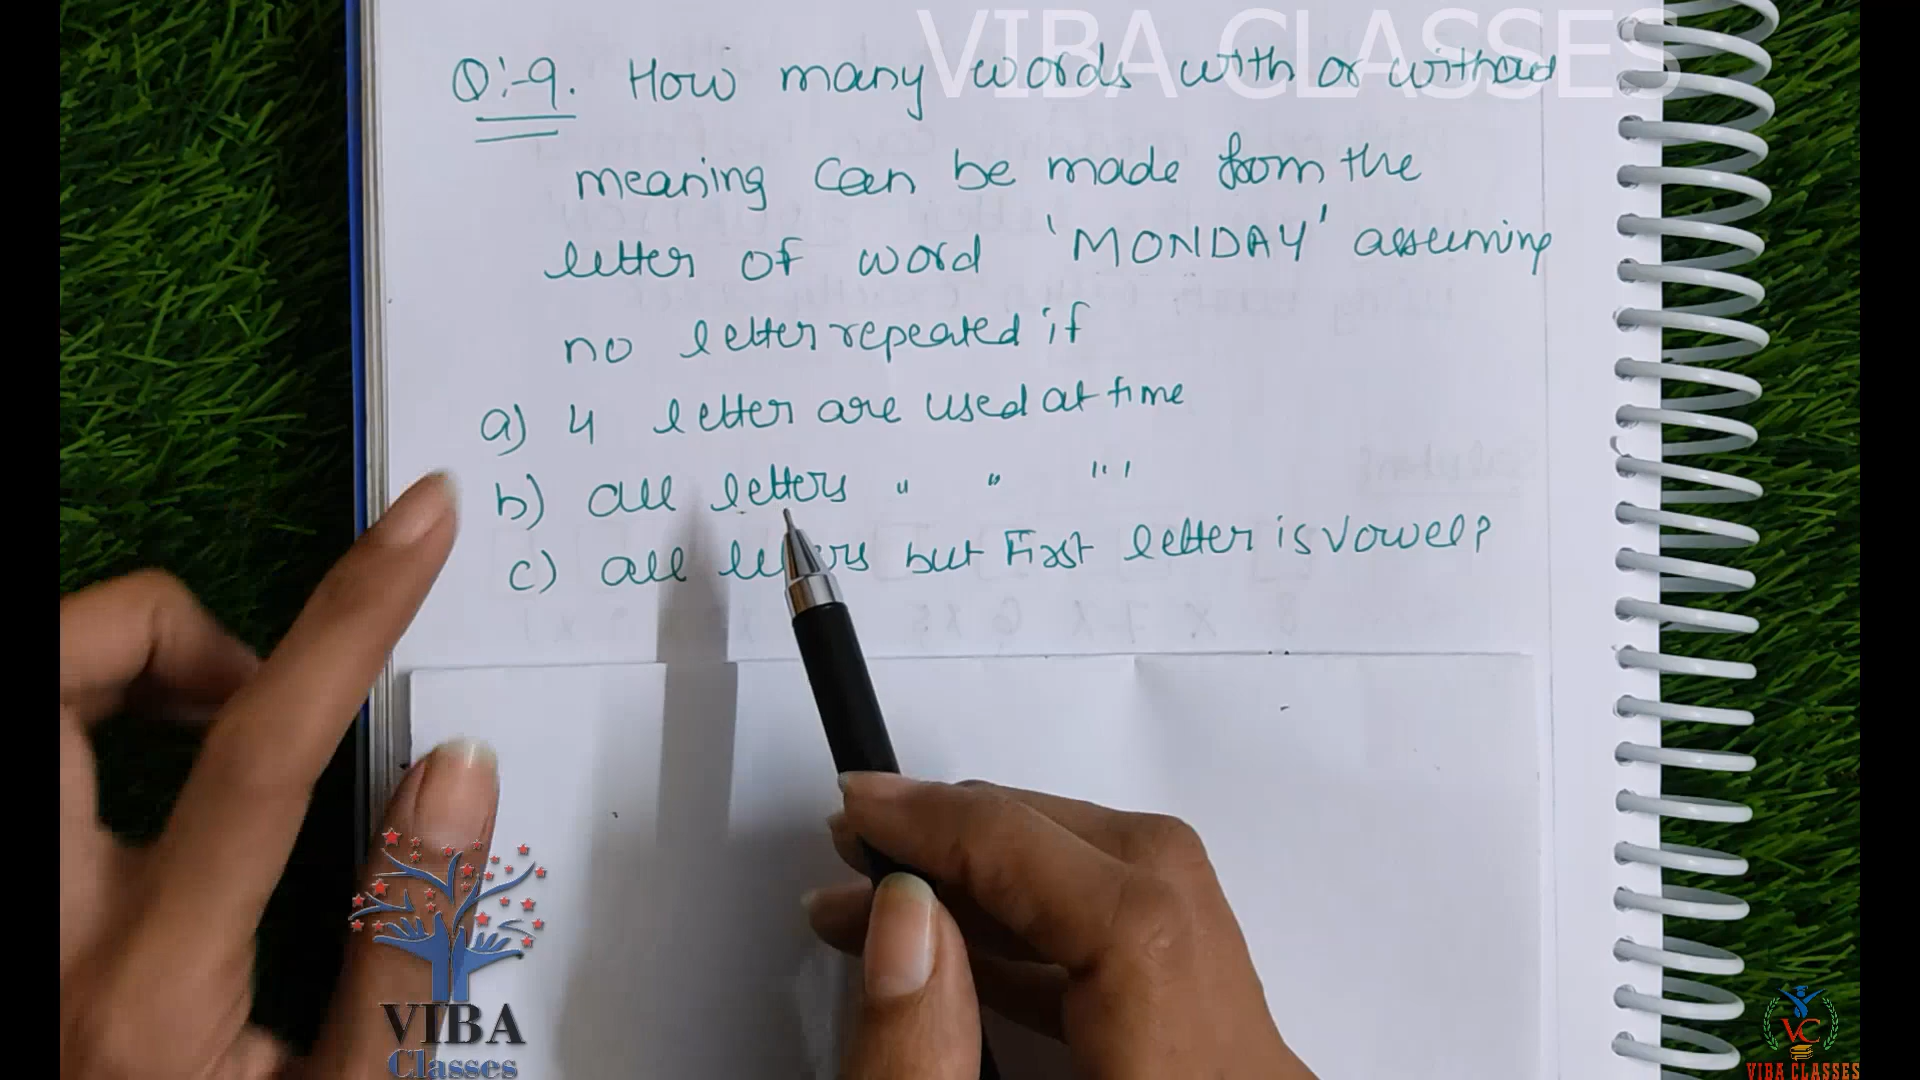 VIBA CLASSES
Q:-9. How many words with or without
meaning can be made from the
letter of word 'MONDAY' assuming
no letter repeated if
a) 4 letter are used at time
b) all letters " " " "
c) all letters but First letter is vowel?
VIBA
Classes
VC
VIBA CLASSES